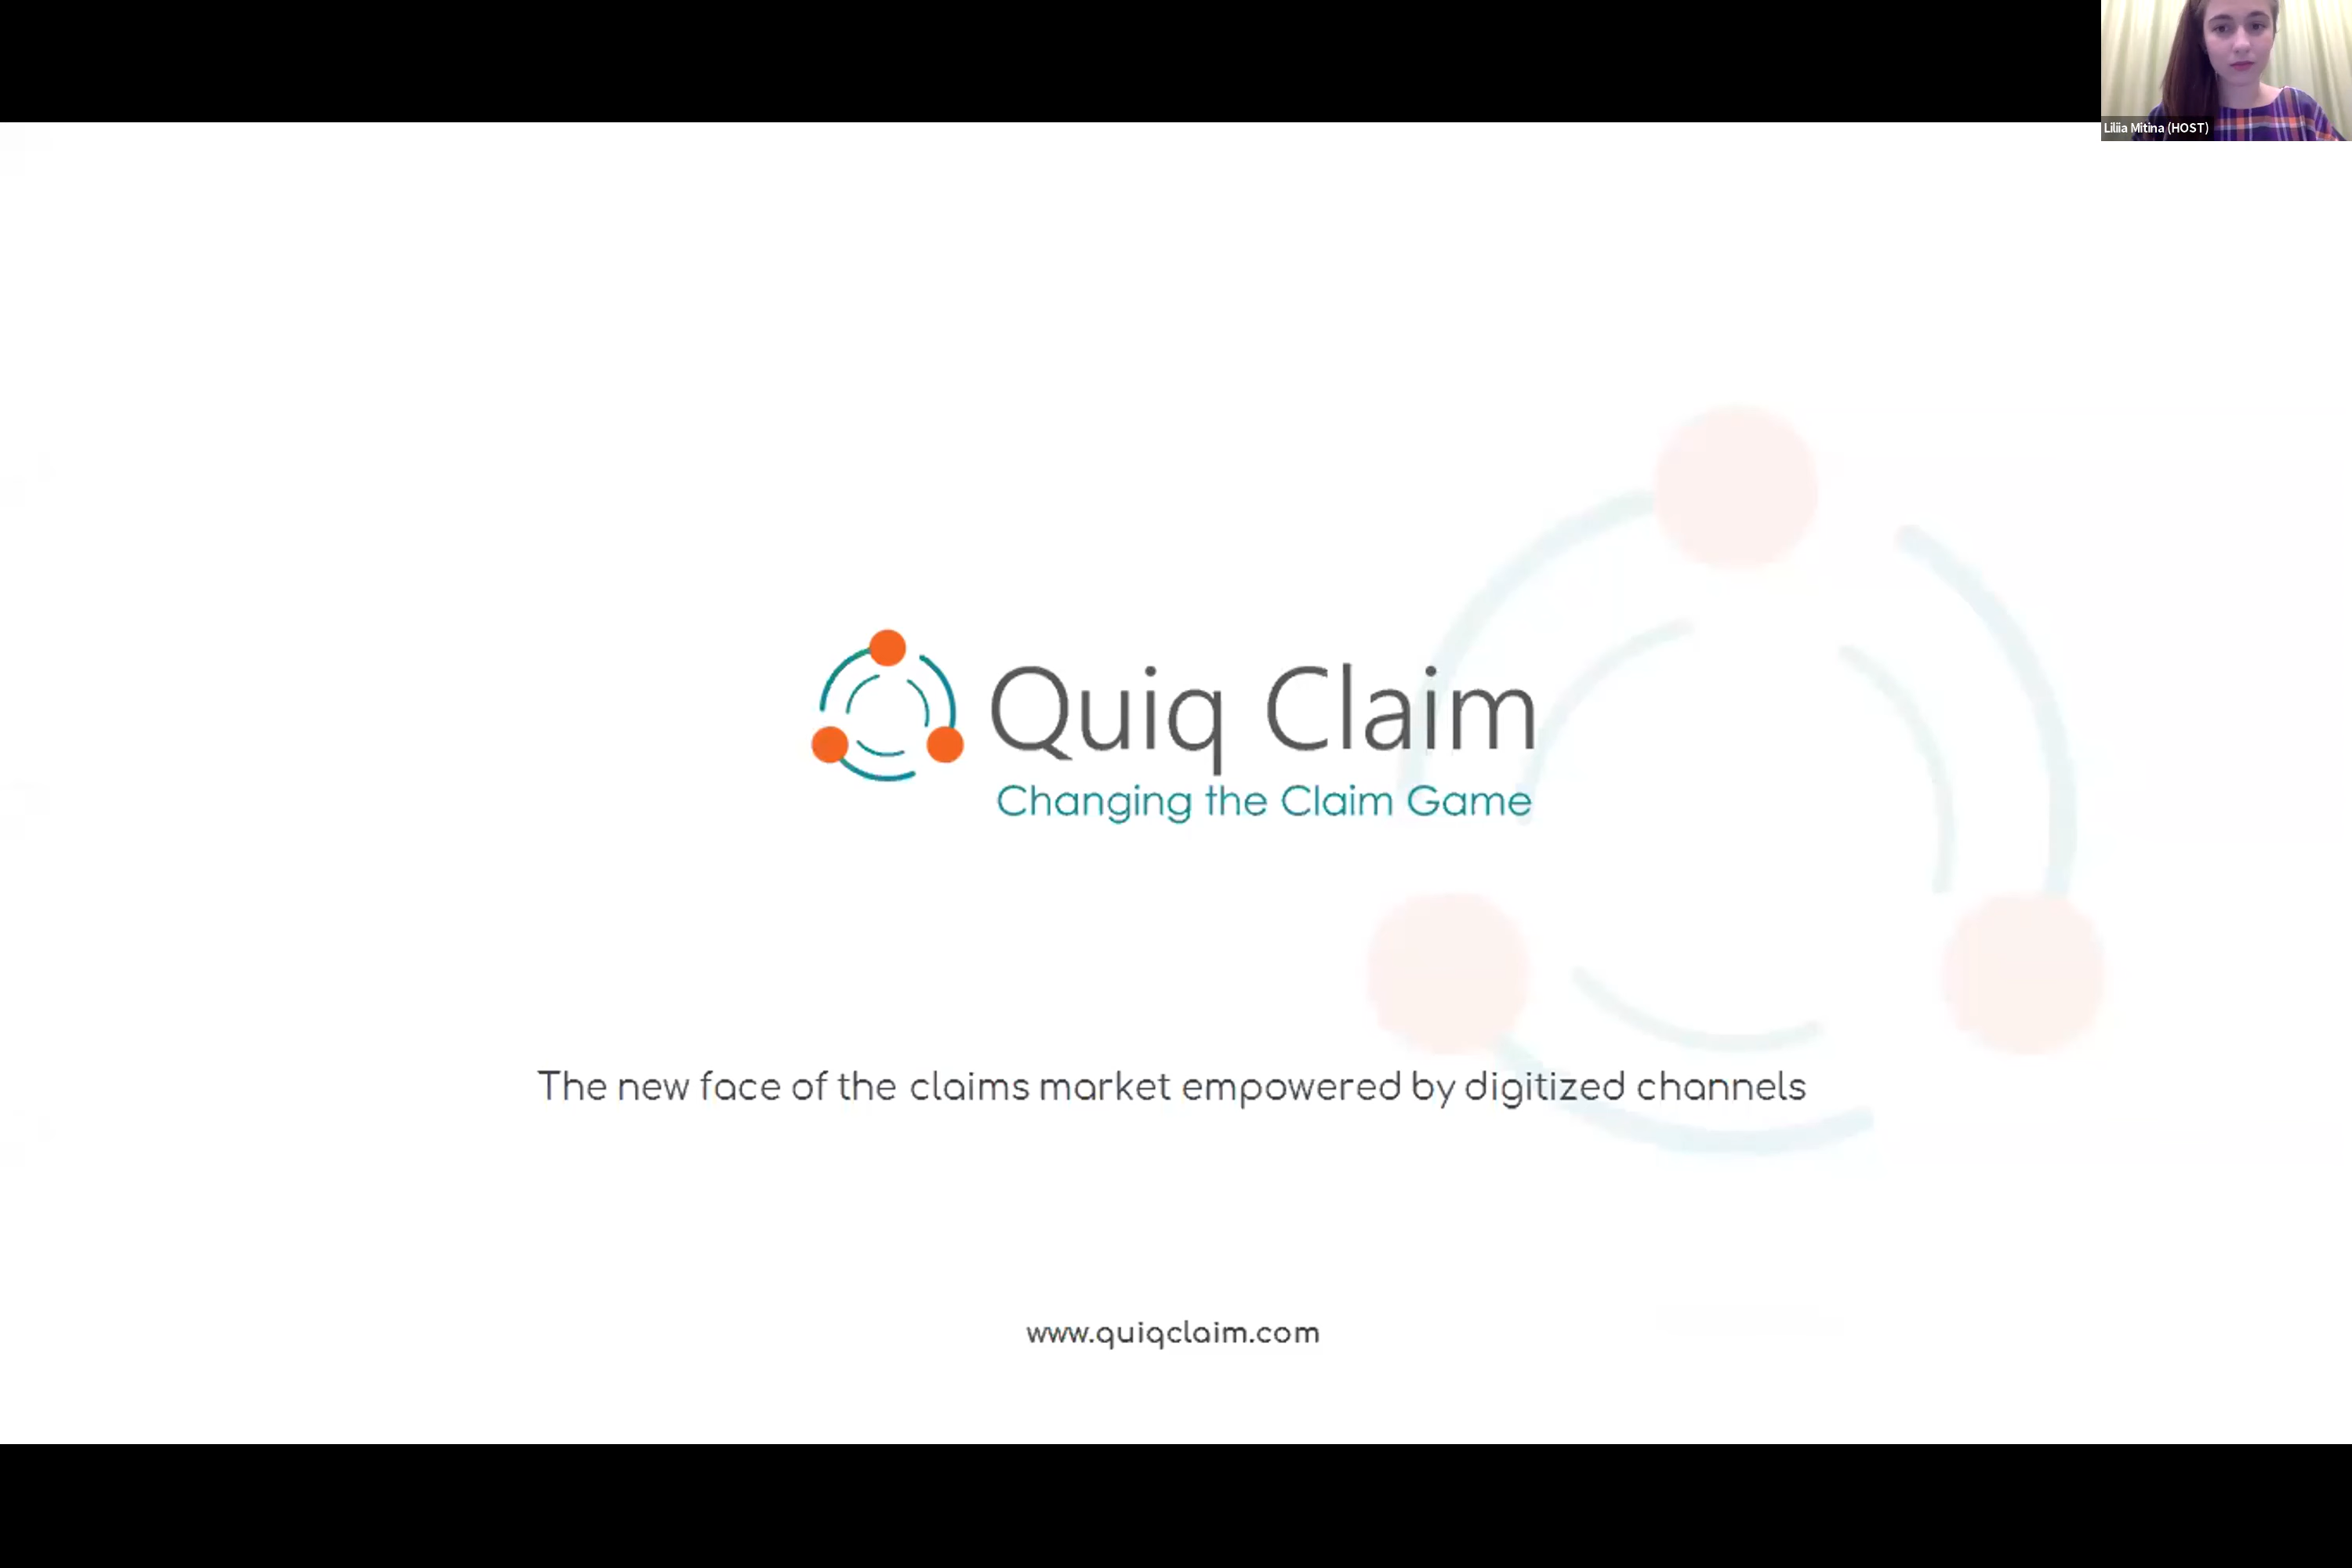 Liliia Mitina (HOST)
Quiq Claim
Changing the Claim Game
The new face of the claims market empowered by digitized channels
www.quiqclaim.com